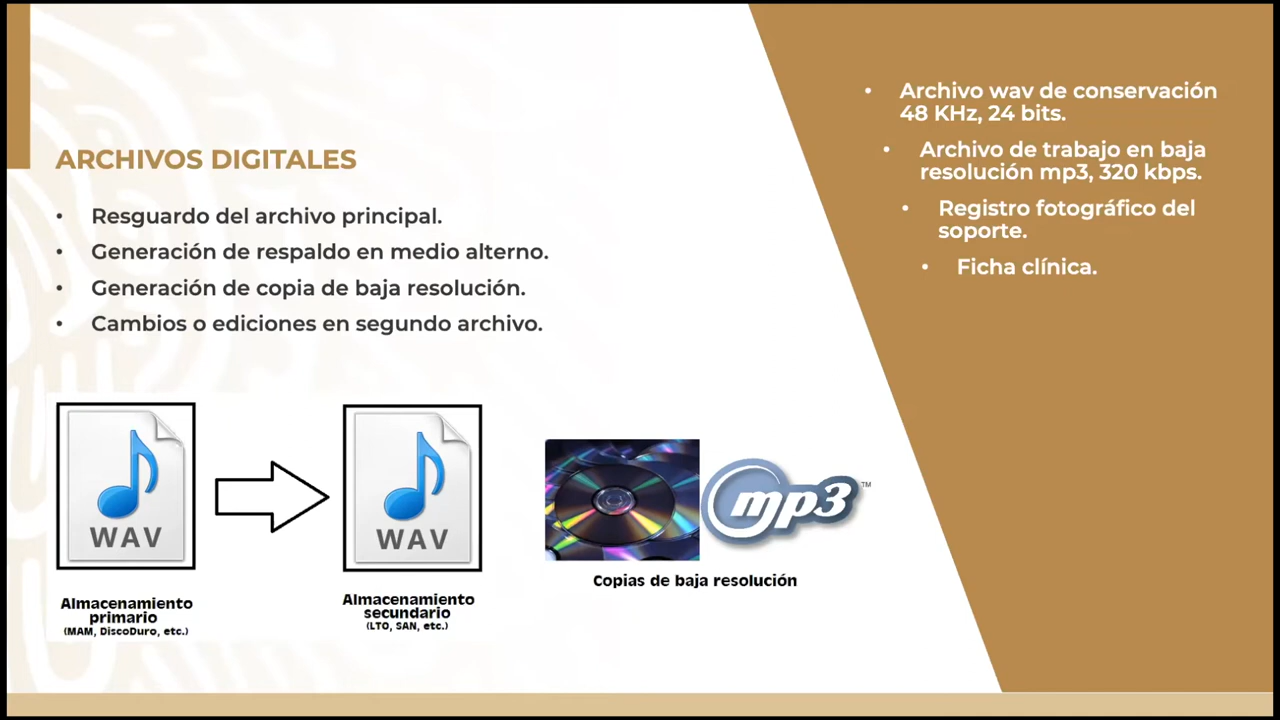 ARCHIVOS DIGITALES
• Resguardo del archivo principal.
• Generación de respaldo en medio alterno.
• Generación de copia de baja resolución.
• Cambios o ediciones en segundo archivo.
• Archivo wav de conservación
48 KHz, 24 bits.
• Archivo de trabajo en baja
resolución mp3, 320 kbps.
• Registro fotográfico del
soporte.
• Ficha clínica.
WAV
Almacenamiento
primario
(MAM, DiscoDuro, etc.)
WAV
Almacenamiento
secundario
(LTO, SAN, etc.)
mp3™
Copias de baja resolución